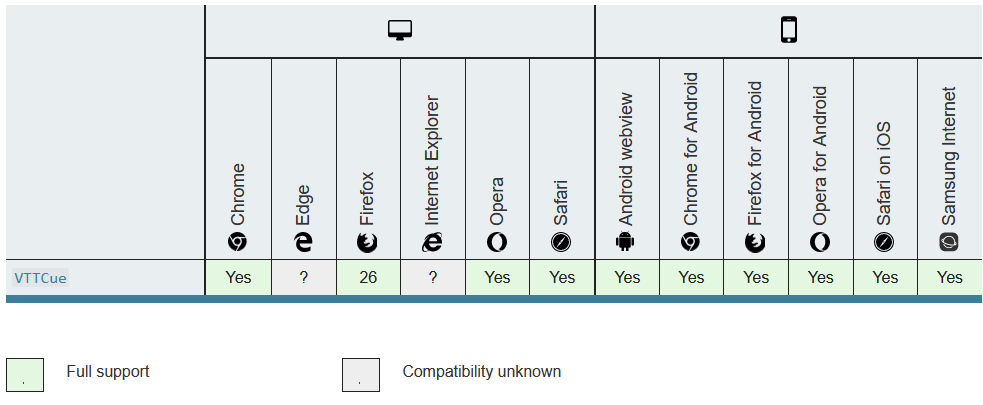 Chrome
Edge
Firefox
Internet Explorer
Opera
Safari
Android webview
Chrome for Android
Firefox for Android
Opera for Android
Safari on iOS
Samsung Internet
VTTCue Yes ? 26 ? Yes Yes Yes Yes Yes Yes Yes Yes
. Full support . Compatibility unknown